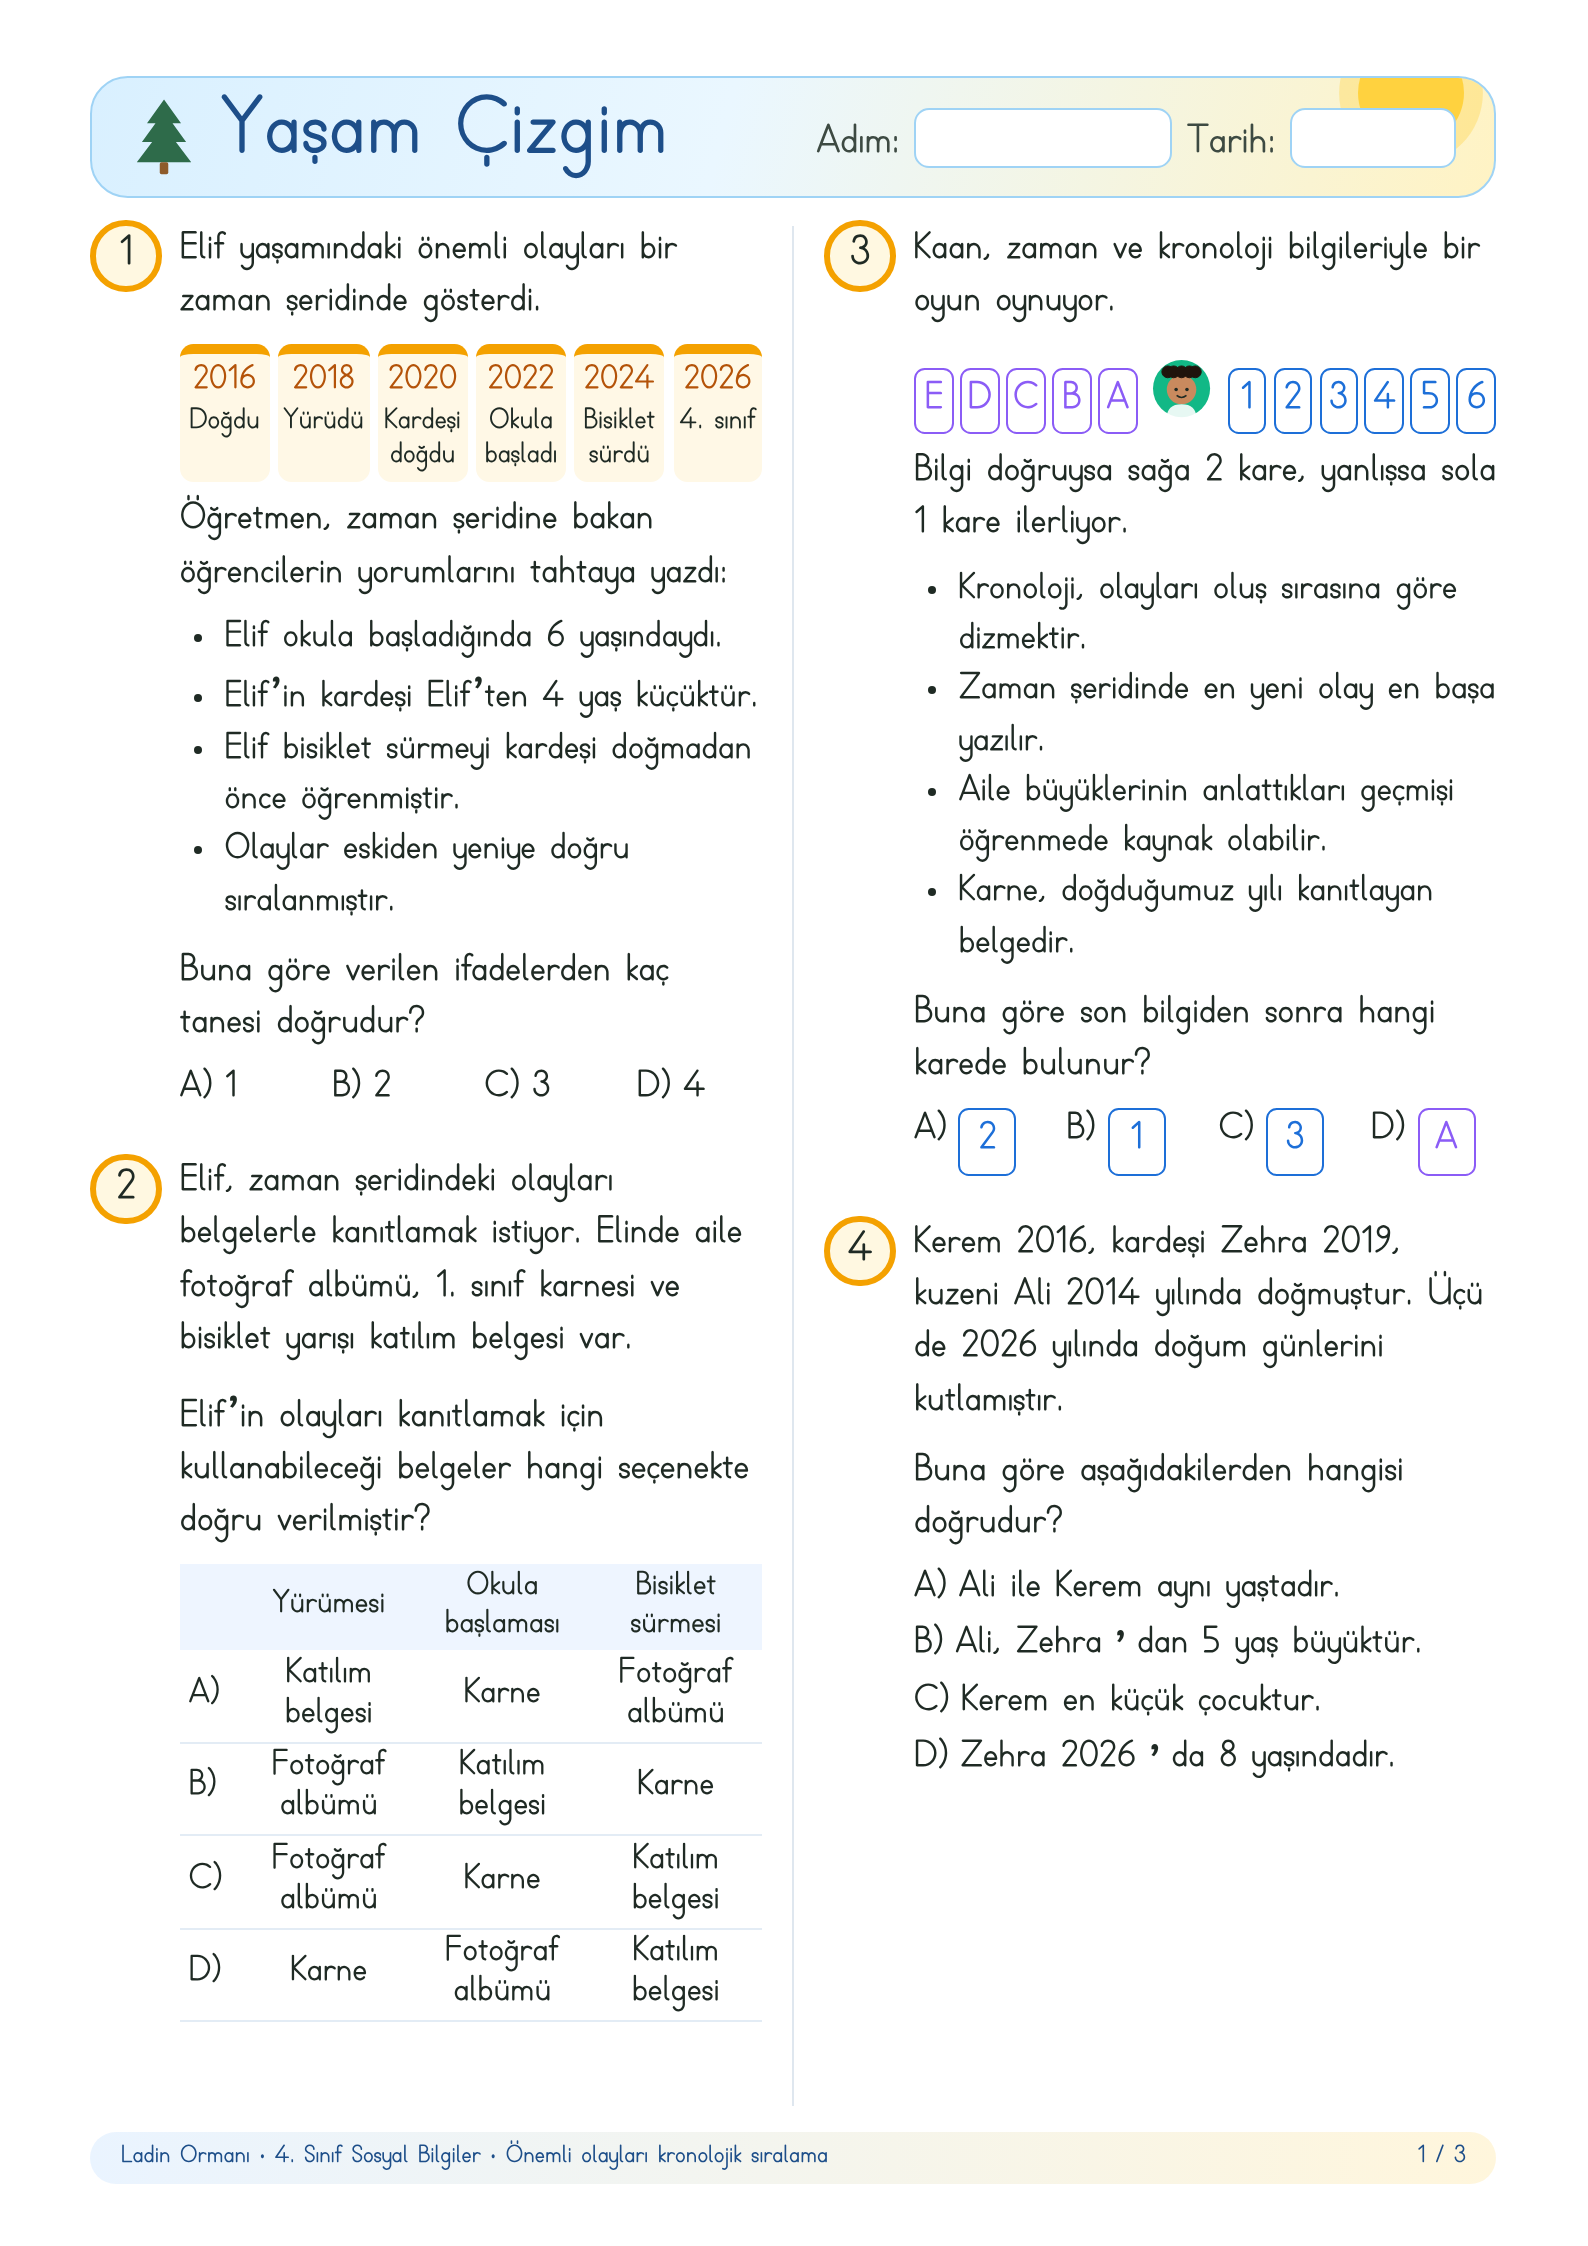 Yaşam Çizgim
Adım:
Tarih:
1
Elif yaşamındaki önemli olayları bir
zaman şeridinde gösterdi.
2016 2018 2020 2022 2024 2026
Doğdu Yürüdü Kardeşi Okula Bisiklet 4. sınıf
doğdu başladı sürdü
Öğretmen, zaman şeridine bakan
öğrencilerin yorumlarını tahtaya yazdı:
• Elif okula başladığında 6 yaşındaydı.
• Elif’in kardeşi Elif’ten 4 yaş küçüktür.
• Elif bisiklet sürmeyi kardeşi doğmadan
önce öğrenmiştir.
• Olaylar eskiden yeniye doğru
sıralanmıştır.
Buna göre verilen ifadelerden kaç
tanesi doğrudur?
A) 1 B) 2 C) 3 D) 4
2
Elif, zaman şeridindeki olayları
belgelerle kanıtlamak istiyor. Elinde aile
fotoğraf albümü, 1. sınıf karnesi ve
bisiklet yarışı katılım belgesi var.
Elif’in olayları kanıtlamak için
kullanabileceği belgeler hangi seçenekte
doğru verilmiştir?
Yürümesi Okula başlaması Bisiklet sürmesi
A) Katılım belgesi Karne Fotoğraf albümü
B) Fotoğraf albümü Katılım belgesi Karne
C) Fotoğraf albümü Karne Katılım belgesi
D) Karne Fotoğraf albümü Katılım belgesi
3
Kaan, zaman ve kronoloji bilgileriyle bir
oyun oynuyor.
E D C B A 1 2 3 4 5 6
Bilgi doğruysa sağa 2 kare, yanlışsa sola
1 kare ilerliyor.
• Kronoloji, olayları oluş sırasına göre
dizmektir.
• Zaman şeridinde en yeni olay en başa
yazılır.
• Aile büyüklerinin anlattıkları geçmişi
öğrenmede kaynak olabilir.
• Karne, doğduğumuz yılı kanıtlayan
belgedir.
Buna göre son bilgiden sonra hangi
karede bulunur?
A) 2 B) 1 C) 3 D) A
4
Kerem 2016, kardeşi Zehra 2019,
kuzeni Ali 2014 yılında doğmuştur. Üçü
de 2026 yılında doğum günlerini
kutlamıştır.
Buna göre aşağıdakilerden hangisi
doğrudur?
A) Ali ile Kerem aynı yaştadır.
B) Ali, Zehra ’ dan 5 yaş büyüktür.
C) Kerem en küçük çocuktur.
D) Zehra 2026 ’ da 8 yaşındadır.
Ladin Ormanı • 4. Sınıf Sosyal Bilgiler • Önemli olayları kronolojik sıralama
1 / 3